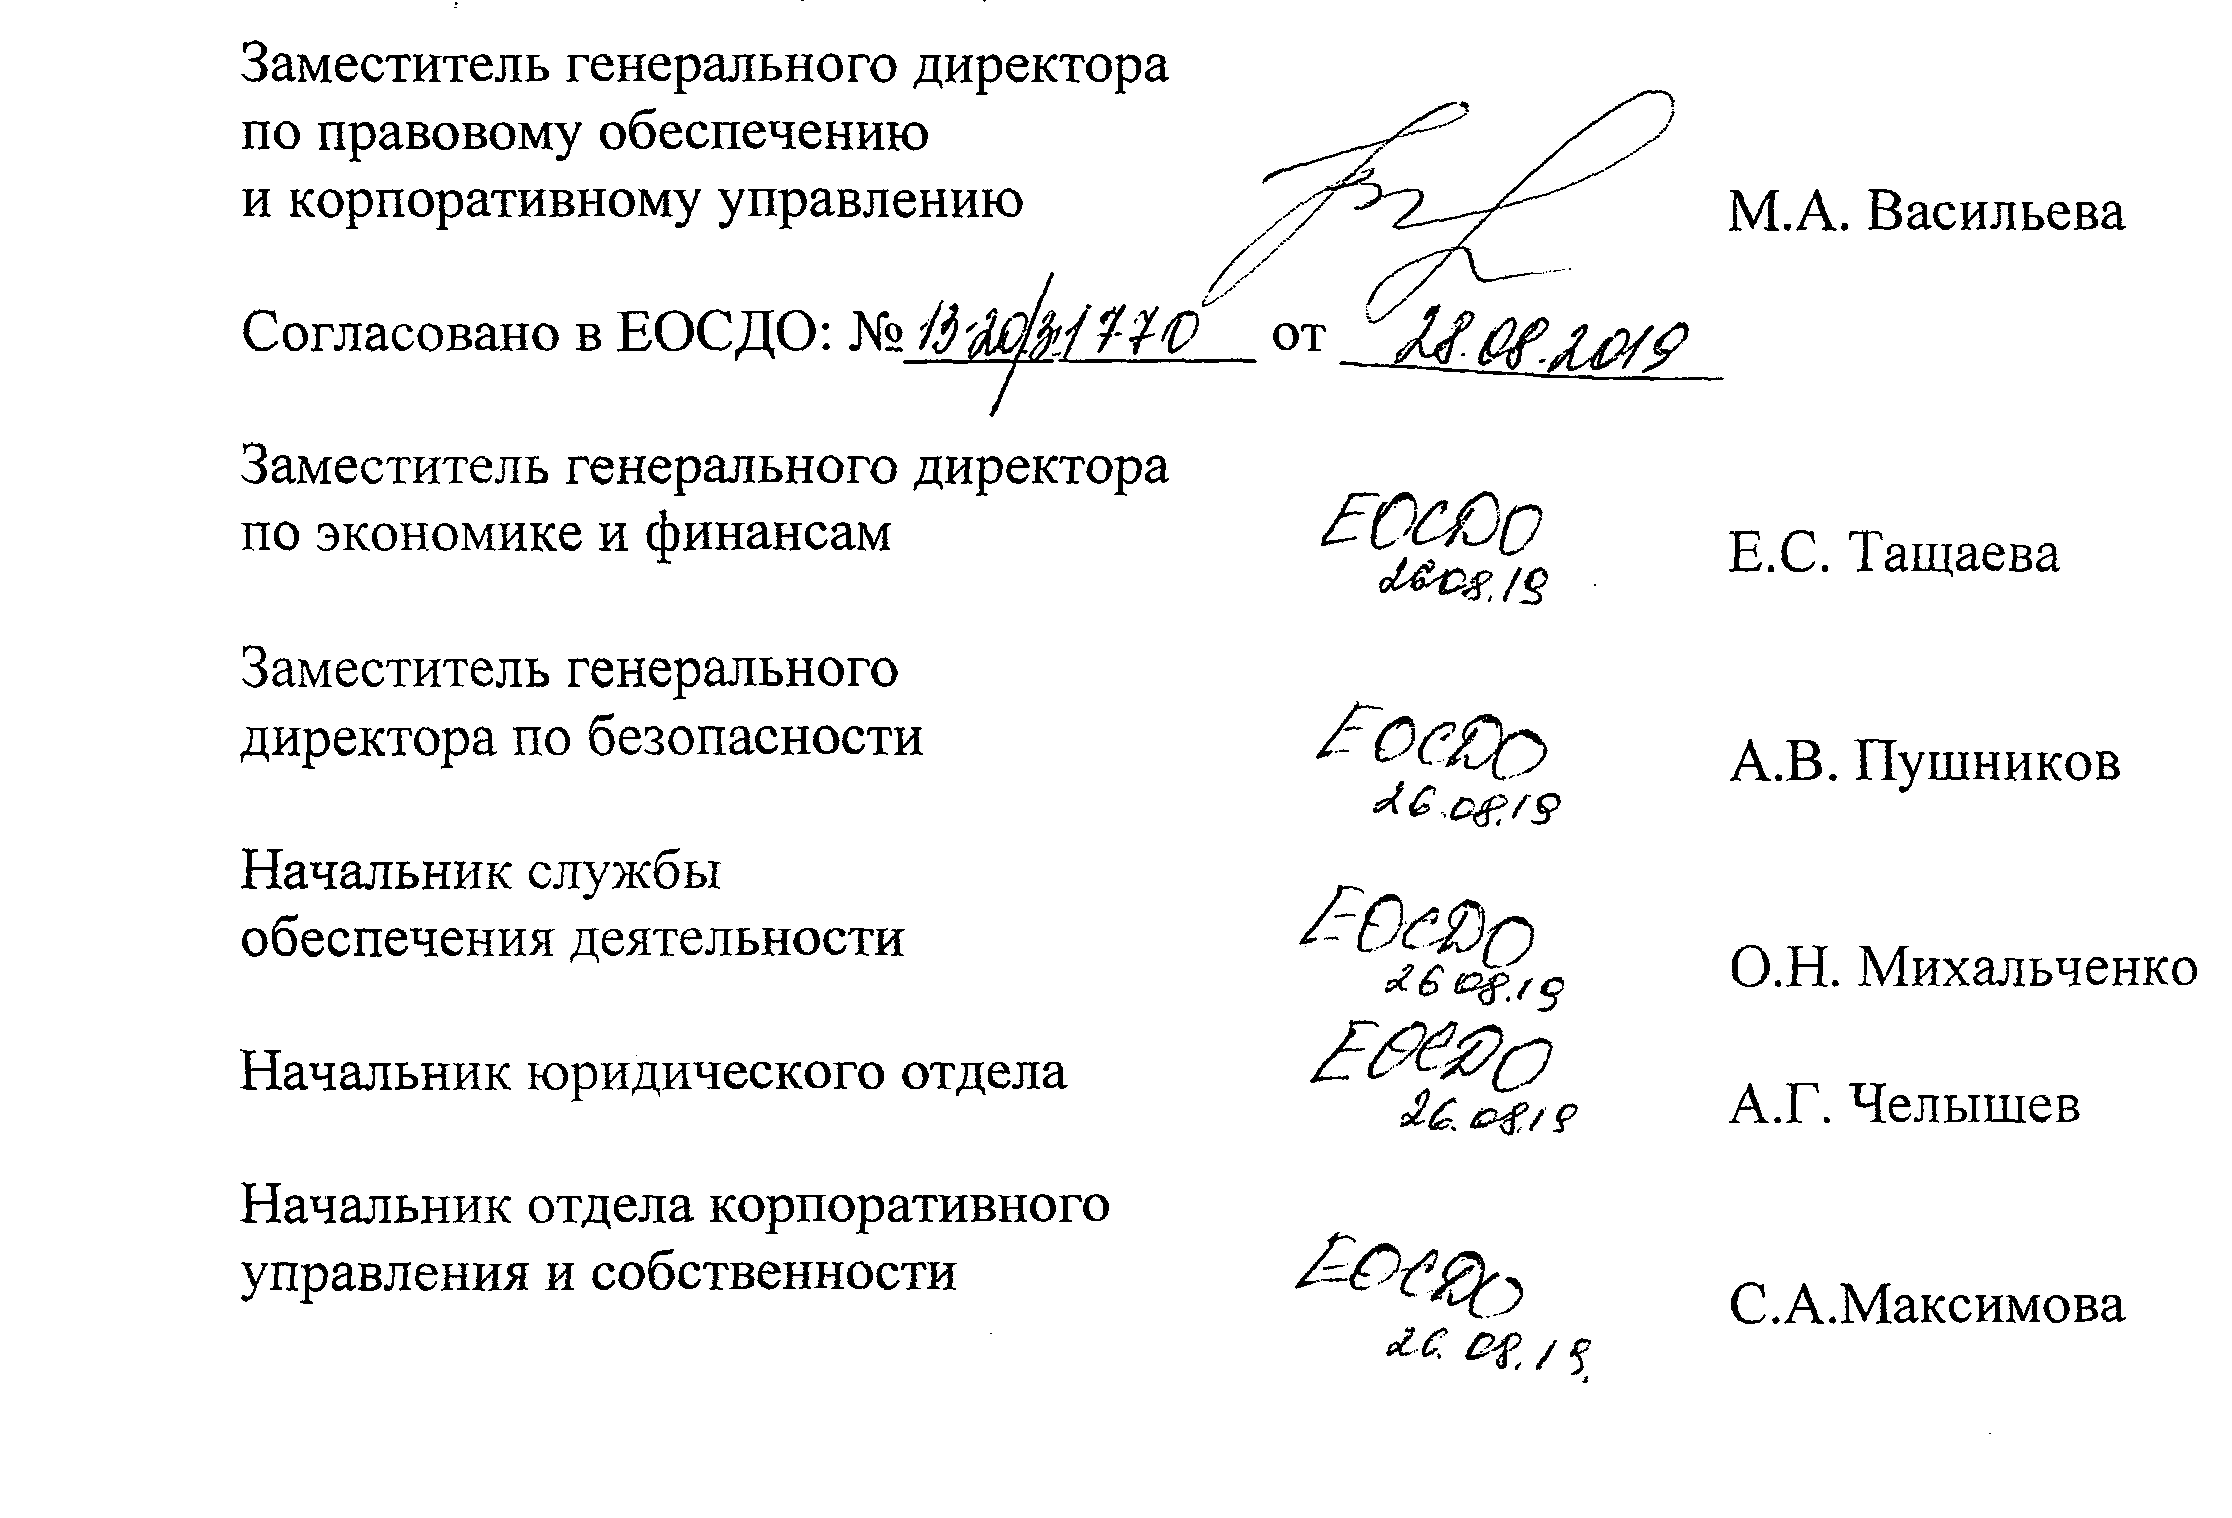 Заместитель генерального директора
по правовому обеспечению
и корпоративному управлению М.А. Васильева
Согласовано в ЕОСДО: № 13-20/31770 от 28.08.2019
Заместитель генерального директора
по экономике и финансам ЕОСДО Е.С. Тащаева
26 08.19
Заместитель генерального
директора по безопасности ЕОСДО А.В. Пушников
26.08.19
Начальник службы
обеспечения деятельности ЕОСДО О.Н. Михальченко
26 08.19
Начальник юридического отдела ЕОСДО А.Г. Челышев
26.08.19
Начальник отдела корпоративного
управления и собственности ЕОСДО С.А.Максимова
26.08.19.